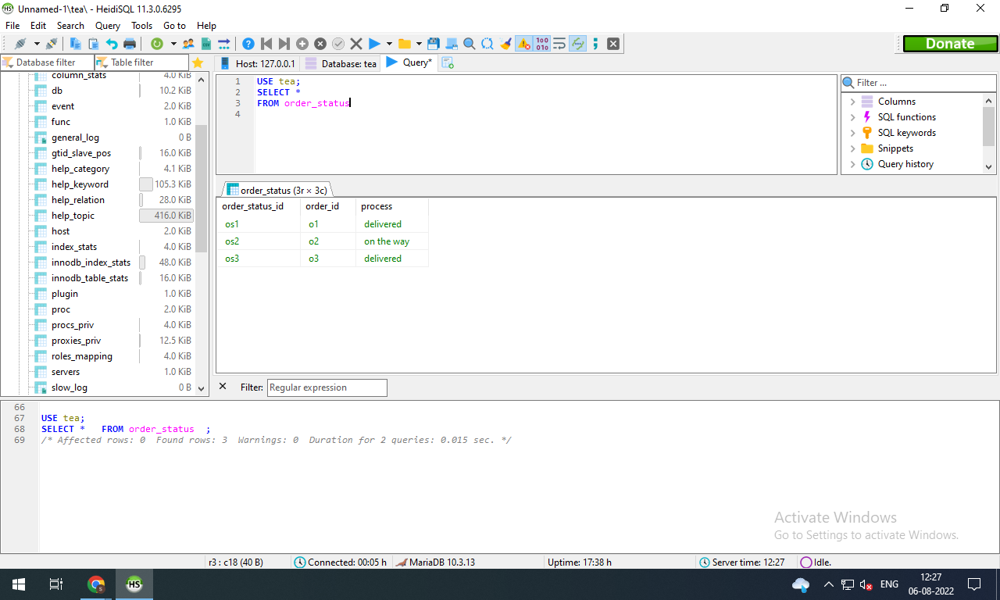 Unnamed-1\tea\ - HeidiSQL 11.3.0.6295
File Edit Search Query Tools Go to Help
Donate
Database filter Table filter
Host: 127.0.0.1 Database: tea Query*
column_stats 4.0 KiB
db 10.2 KiB
event 2.0 KiB
func 1.0 KiB
general_log 0 B
gtid_slave_pos 16.0 KiB
help_category 4.1 KiB
help_keyword 105.3 KiB
help_relation 28.0 KiB
help_topic 416.0 KiB
host 2.0 KiB
index_stats 4.0 KiB
innodb_index_stats 48.0 KiB
innodb_table_stats 16.0 KiB
plugin 1.0 KiB
proc 2.0 KiB
procs_priv 4.0 KiB
proxies_priv 12.5 KiB
roles_mapping 4.0 KiB
servers 1.0 KiB
slow_log 0 B
1 USE tea;
2 SELECT *
3 FROM order_status
4
Filter ...
Columns
SQL functions
SQL keywords
Snippets
Query history
order_status (3r × 3c)
order_status_id order_id process
os1 o1 delivered
os2 o2 on the way
os3 o3 delivered
Filter: Regular expression
66
67 USE tea;
68 SELECT * FROM order_status ;
69 /* Affected rows: 0 Found rows: 3 Warnings: 0 Duration for 2 queries: 0.015 sec. */
Activate Windows
Go to Settings to activate Windows.
r3 : c18 (40 B) Connected: 00:05 h MariaDB 10.3.13 Uptime: 17:38 h Server time: 12:27 Idle.
HS ENG 12:27
06-08-2022